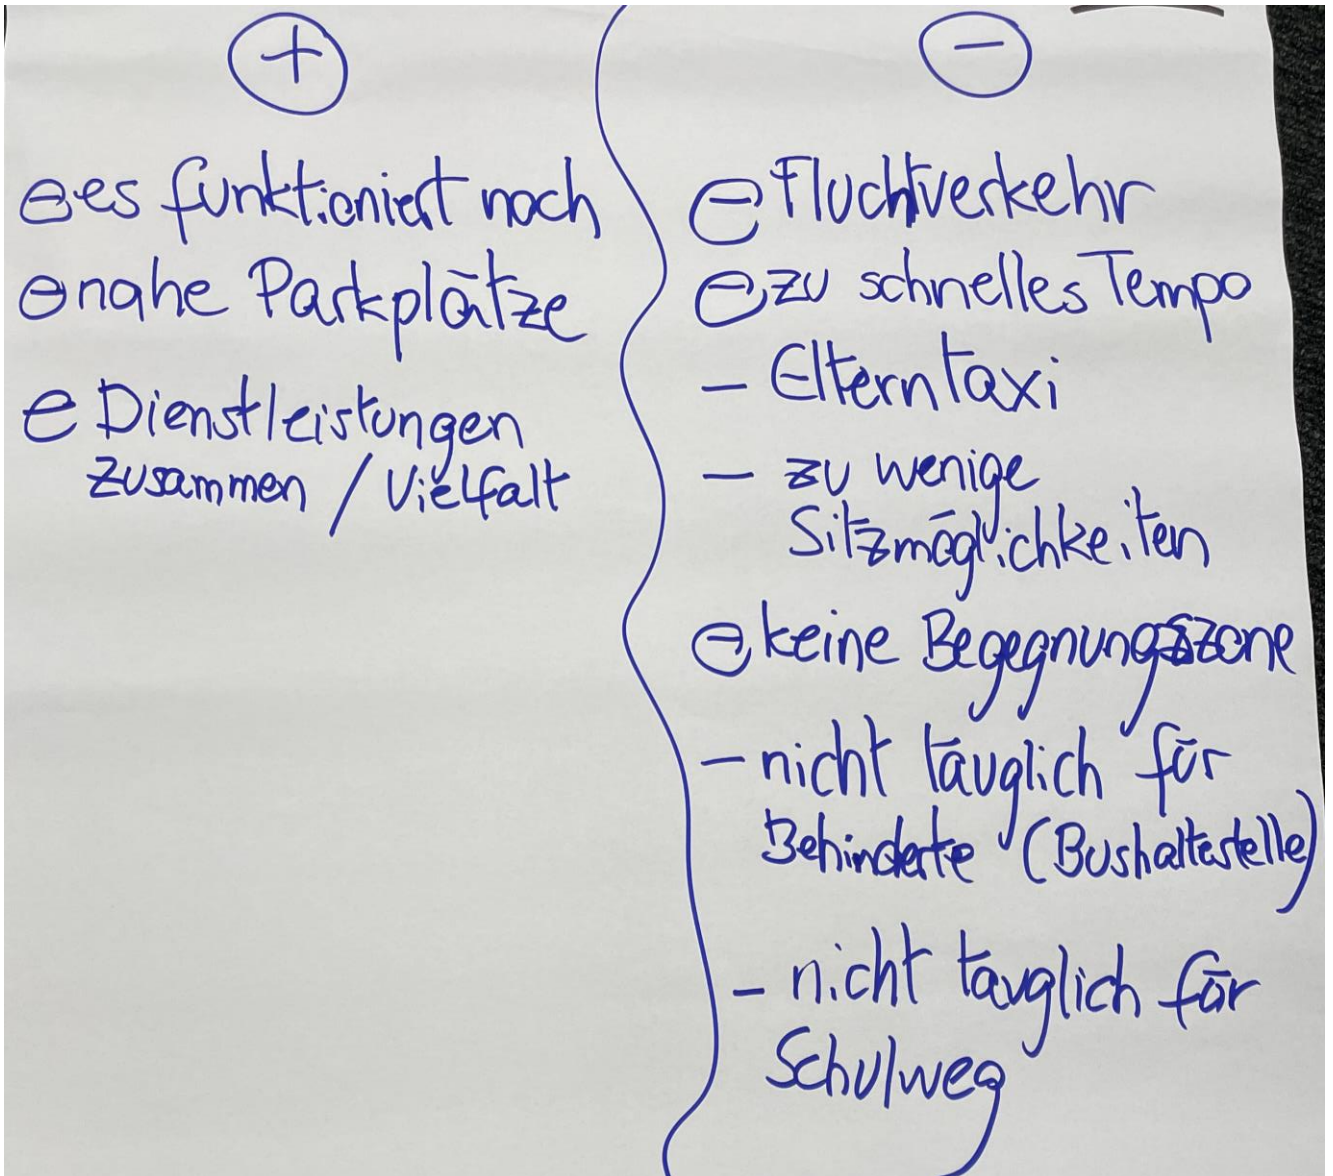 +
⊖ es funktioniert noch
⊖ nahe Parkplätze
⊖ Dienstleistungen
zusammen / Vielfalt
−
⊖ Fluchtverkehr
⊖ zu schnelles Tempo
- Elterntaxi
- zu wenige
Sitzmöglichkeiten
⊖ keine Begegnungszone
- nicht tauglich für
Behinderte (Bushaltestelle)
- nicht tauglich für
Schulweg